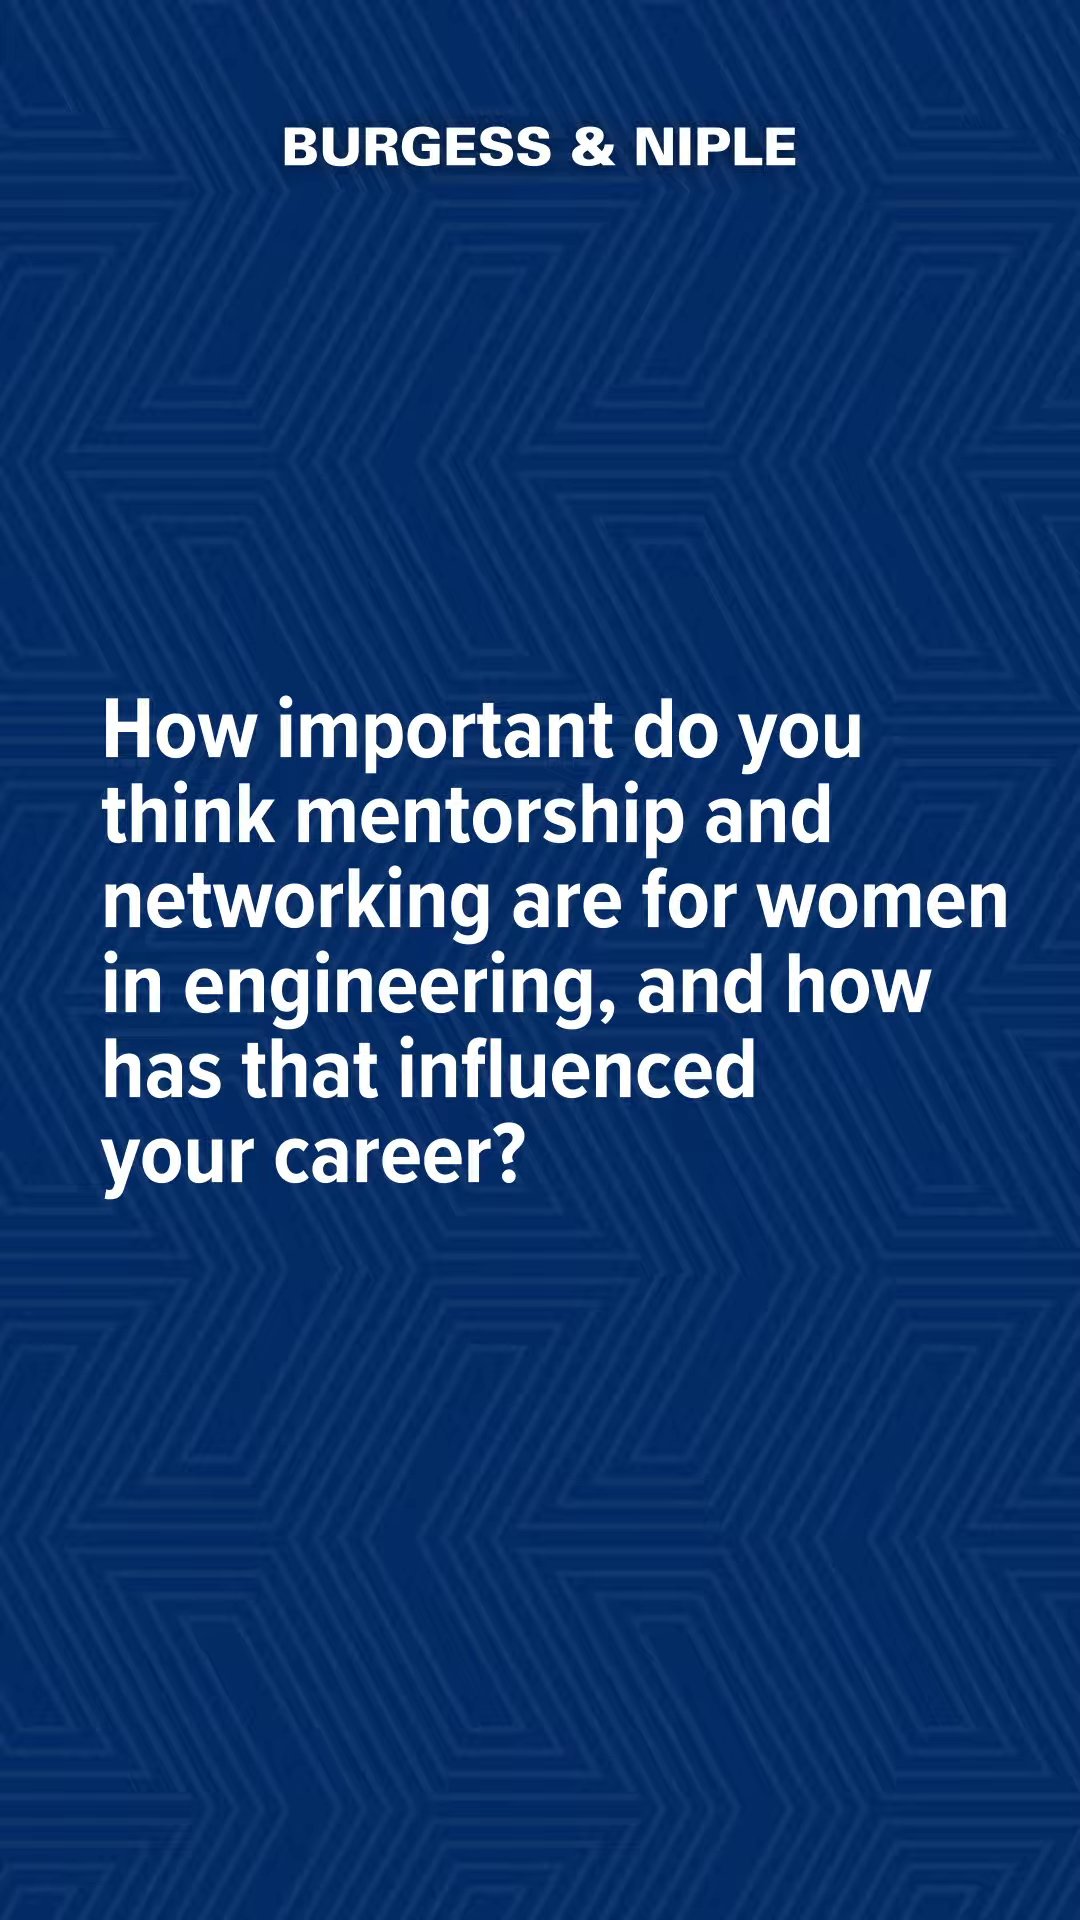 BURGESS & NIPLE
How important do you
think mentorship and
networking are for women
in engineering, and how
has that influenced
your career?